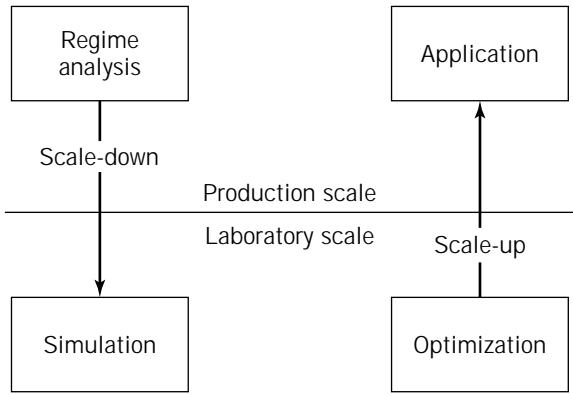 Regime
analysis
Application
Scale-down
Production scale
Laboratory scale
Scale-up
Simulation
Optimization